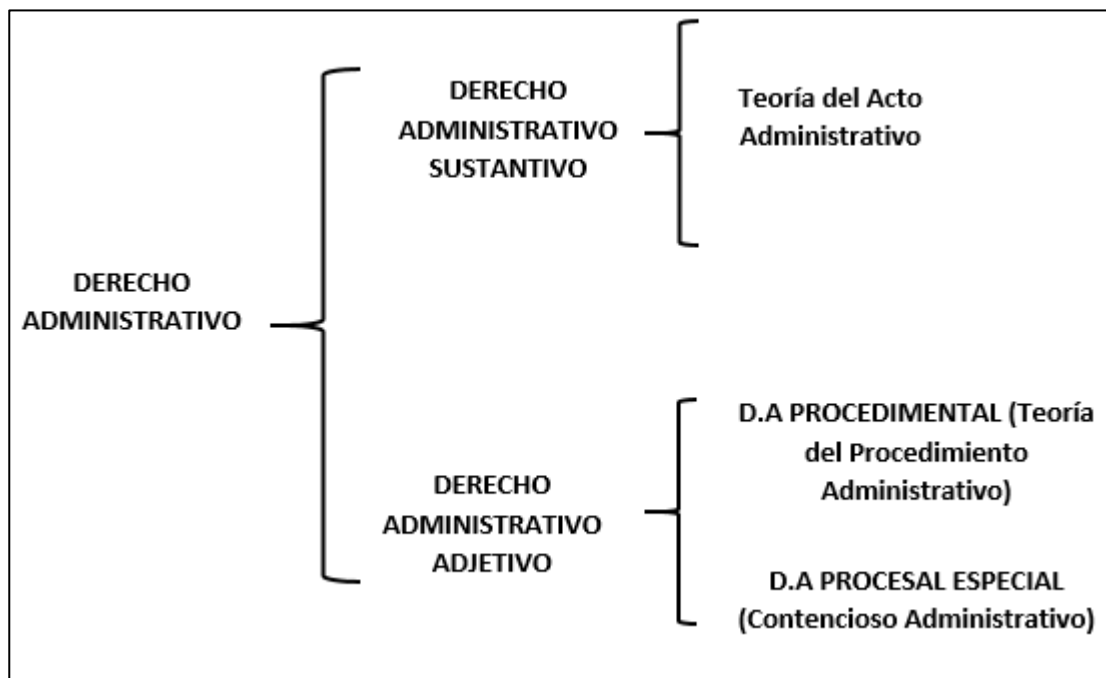 DERECHO
ADMINISTRATIVO
DERECHO
ADMINISTRATIVO
SUSTANTIVO
Teoría del Acto
Administrativo
DERECHO
ADMINISTRATIVO
ADJETIVO
D.A PROCEDIMENTAL (Teoría
del Procedimiento
Administrativo)
D.A PROCESAL ESPECIAL
(Contencioso Administrativo)